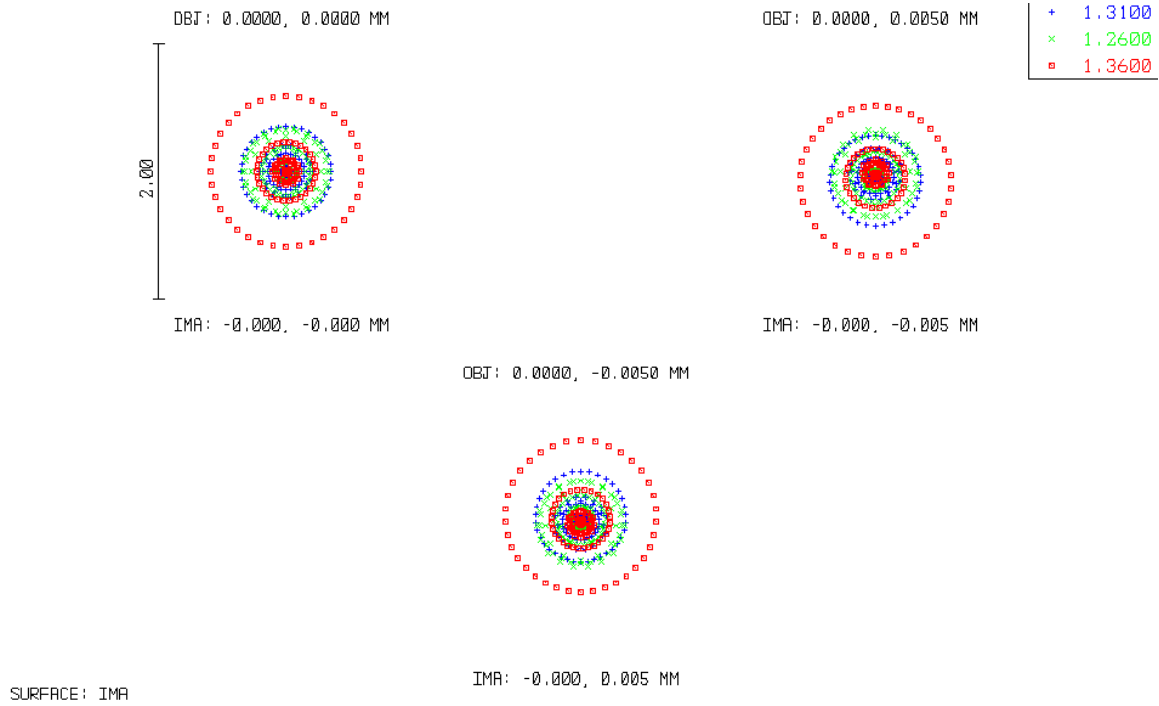 OBJ: 0.0000, 0.0000 MM
OBJ: 0.0000, 0.0050 MM
+ 1.3100
× 1.2600
1.3600
2.00
IMA: -0.000, -0.000 MM
IMA: -0.000, -0.005 MM
OBJ: 0.0000, -0.0050 MM
IMA: -0.000, 0.005 MM
SURFACE: IMA